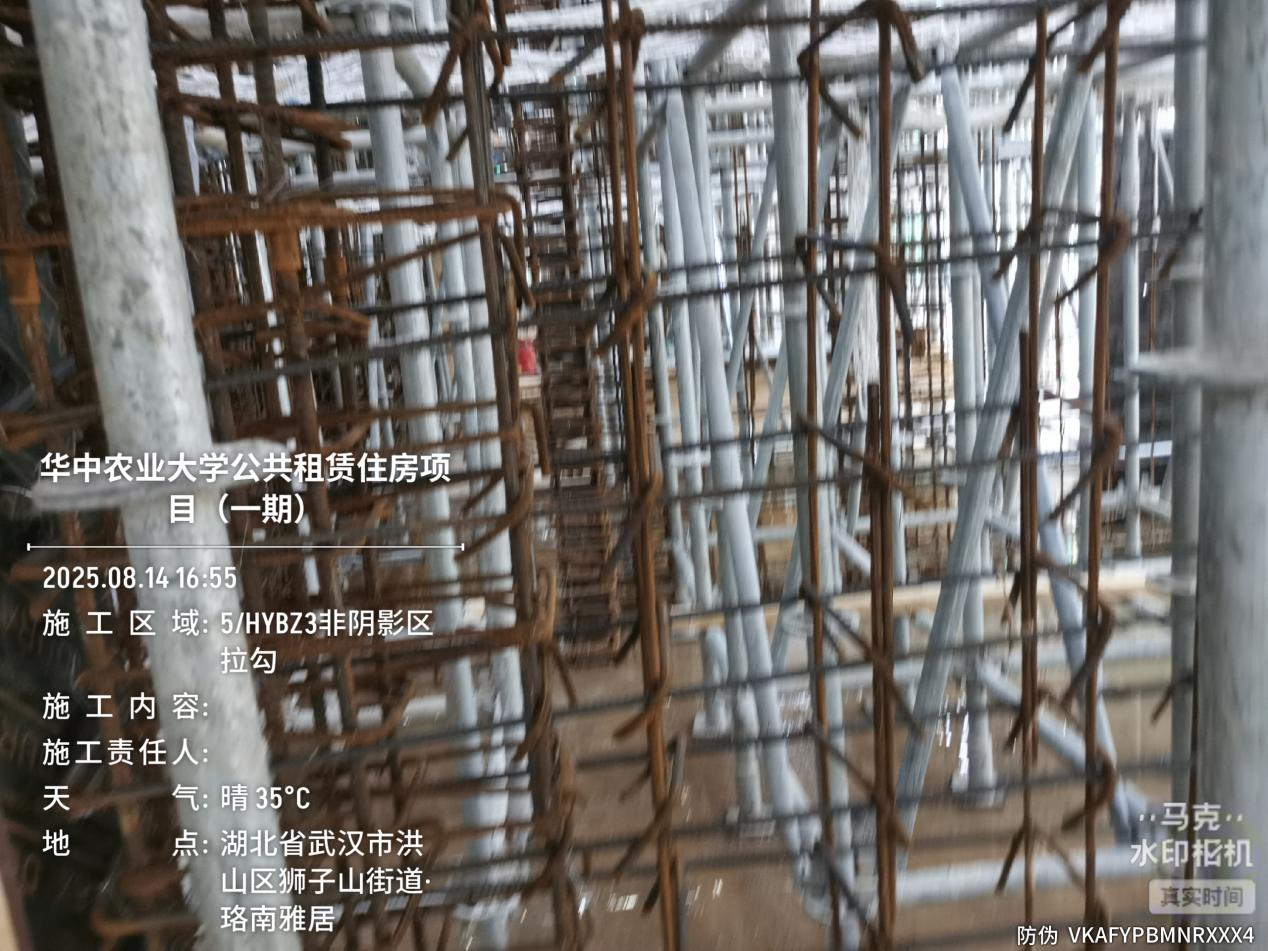 华中农业大学公共租赁住房项
目（一期）
2025.08.14 16:55
施工区域: 5/HYBZ3非阴影区
拉勾
施工内容:
施工责任人:
天气: 晴 35°C
地点: 湖北省武汉市洪
山区狮子山街道·
珞南雅居
马克
水印相机
真实时间
防伪 VKAFYPBMNRXXX4